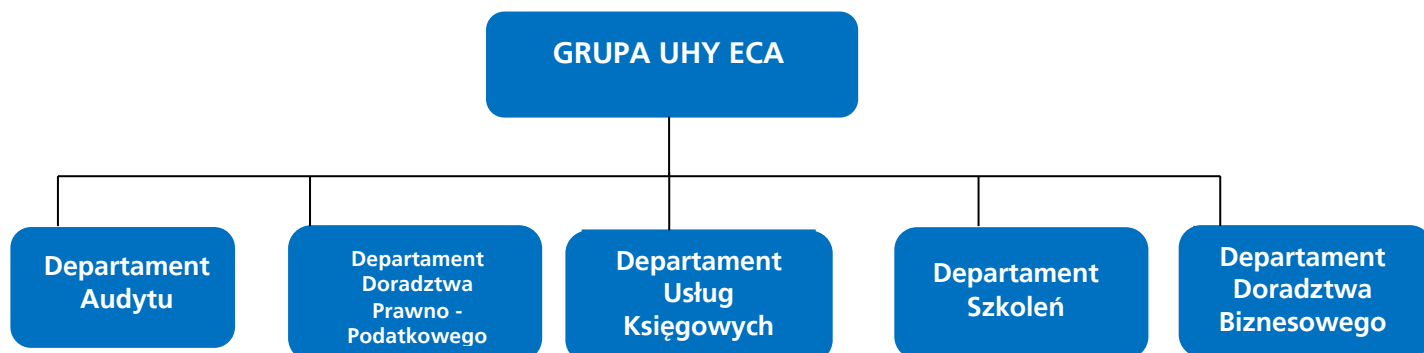 GRUPA UHY ECA
Departament
Audytu
Departament
Doradztwa
Prawno -
Podatkowego
Departament
Usług
Księgowych
Departament
Szkoleń
Departament
Doradztwa
Biznesowego